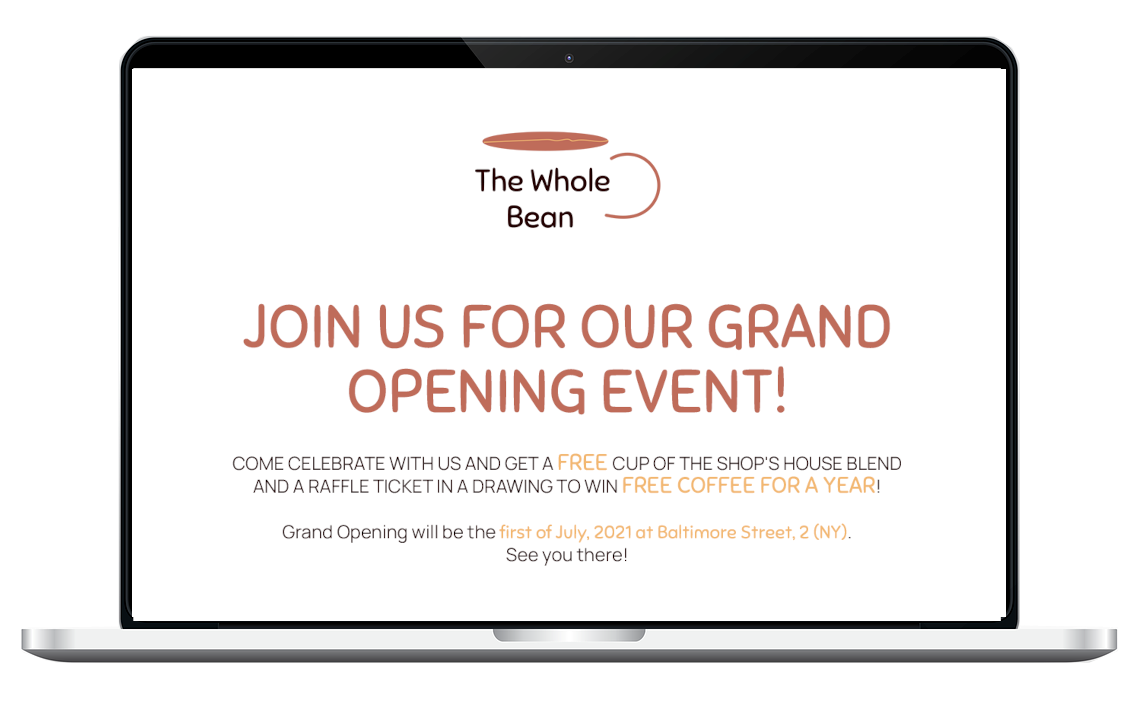 The Whole
Bean
JOIN US FOR OUR GRAND
OPENING EVENT!
COME CELEBRATE WITH US AND GET A FREE CUP OF THE SHOP'S HOUSE BLEND
AND A RAFFLE TICKET IN A DRAWING TO WIN FREE COFFEE FOR A YEAR!
Grand Opening will be the first of July, 2021 at Baltimore Street, 2 (NY).
See you there!